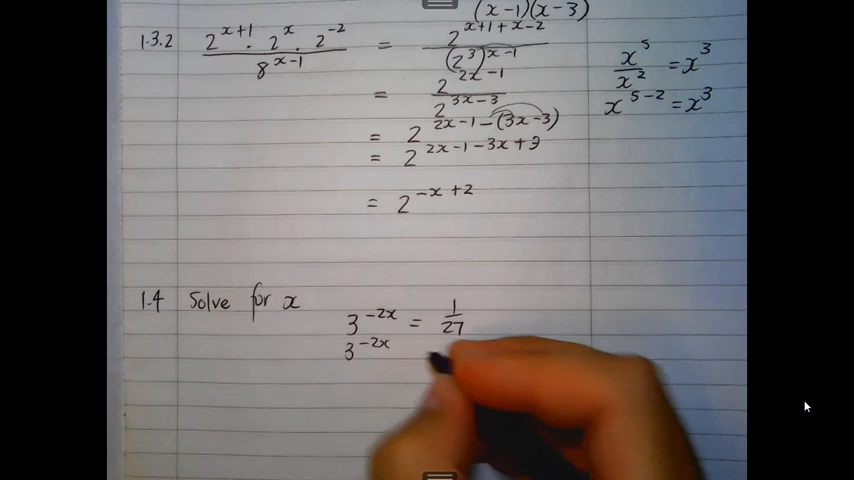 (x-1)(x-3)
1.3.2 2^{x+1} · 2^{x} · 2^{-2} / 8^{x-1} = 2^{x+1+x-2} / (2^{3})^{x-1}
= 2^{2x-1} / 2^{3x-3}
= 2^{2x-1-(3x-3)}
= 2^{2x-1-3x+3}
= 2^{-x+2}
x^{5} / x^{2} = x^{3}
x^{5-2} = x^{3}
1.4 Solve for x
3^{-2x} = 1/27
3^{-2x}